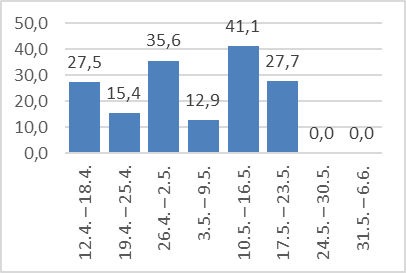 50,0
40,0
30,0
20,0
10,0
0,0
27,5
15,4
35,6
12,9
41,1
27,7
0,0
0,0
12.4. – 18.4.
19.4. – 25.4.
26.4. – 2.5.
3.5. – 9.5.
10.5. – 16.5.
17.5. – 23.5.
24.5. – 30.5.
31.5. – 6.6.